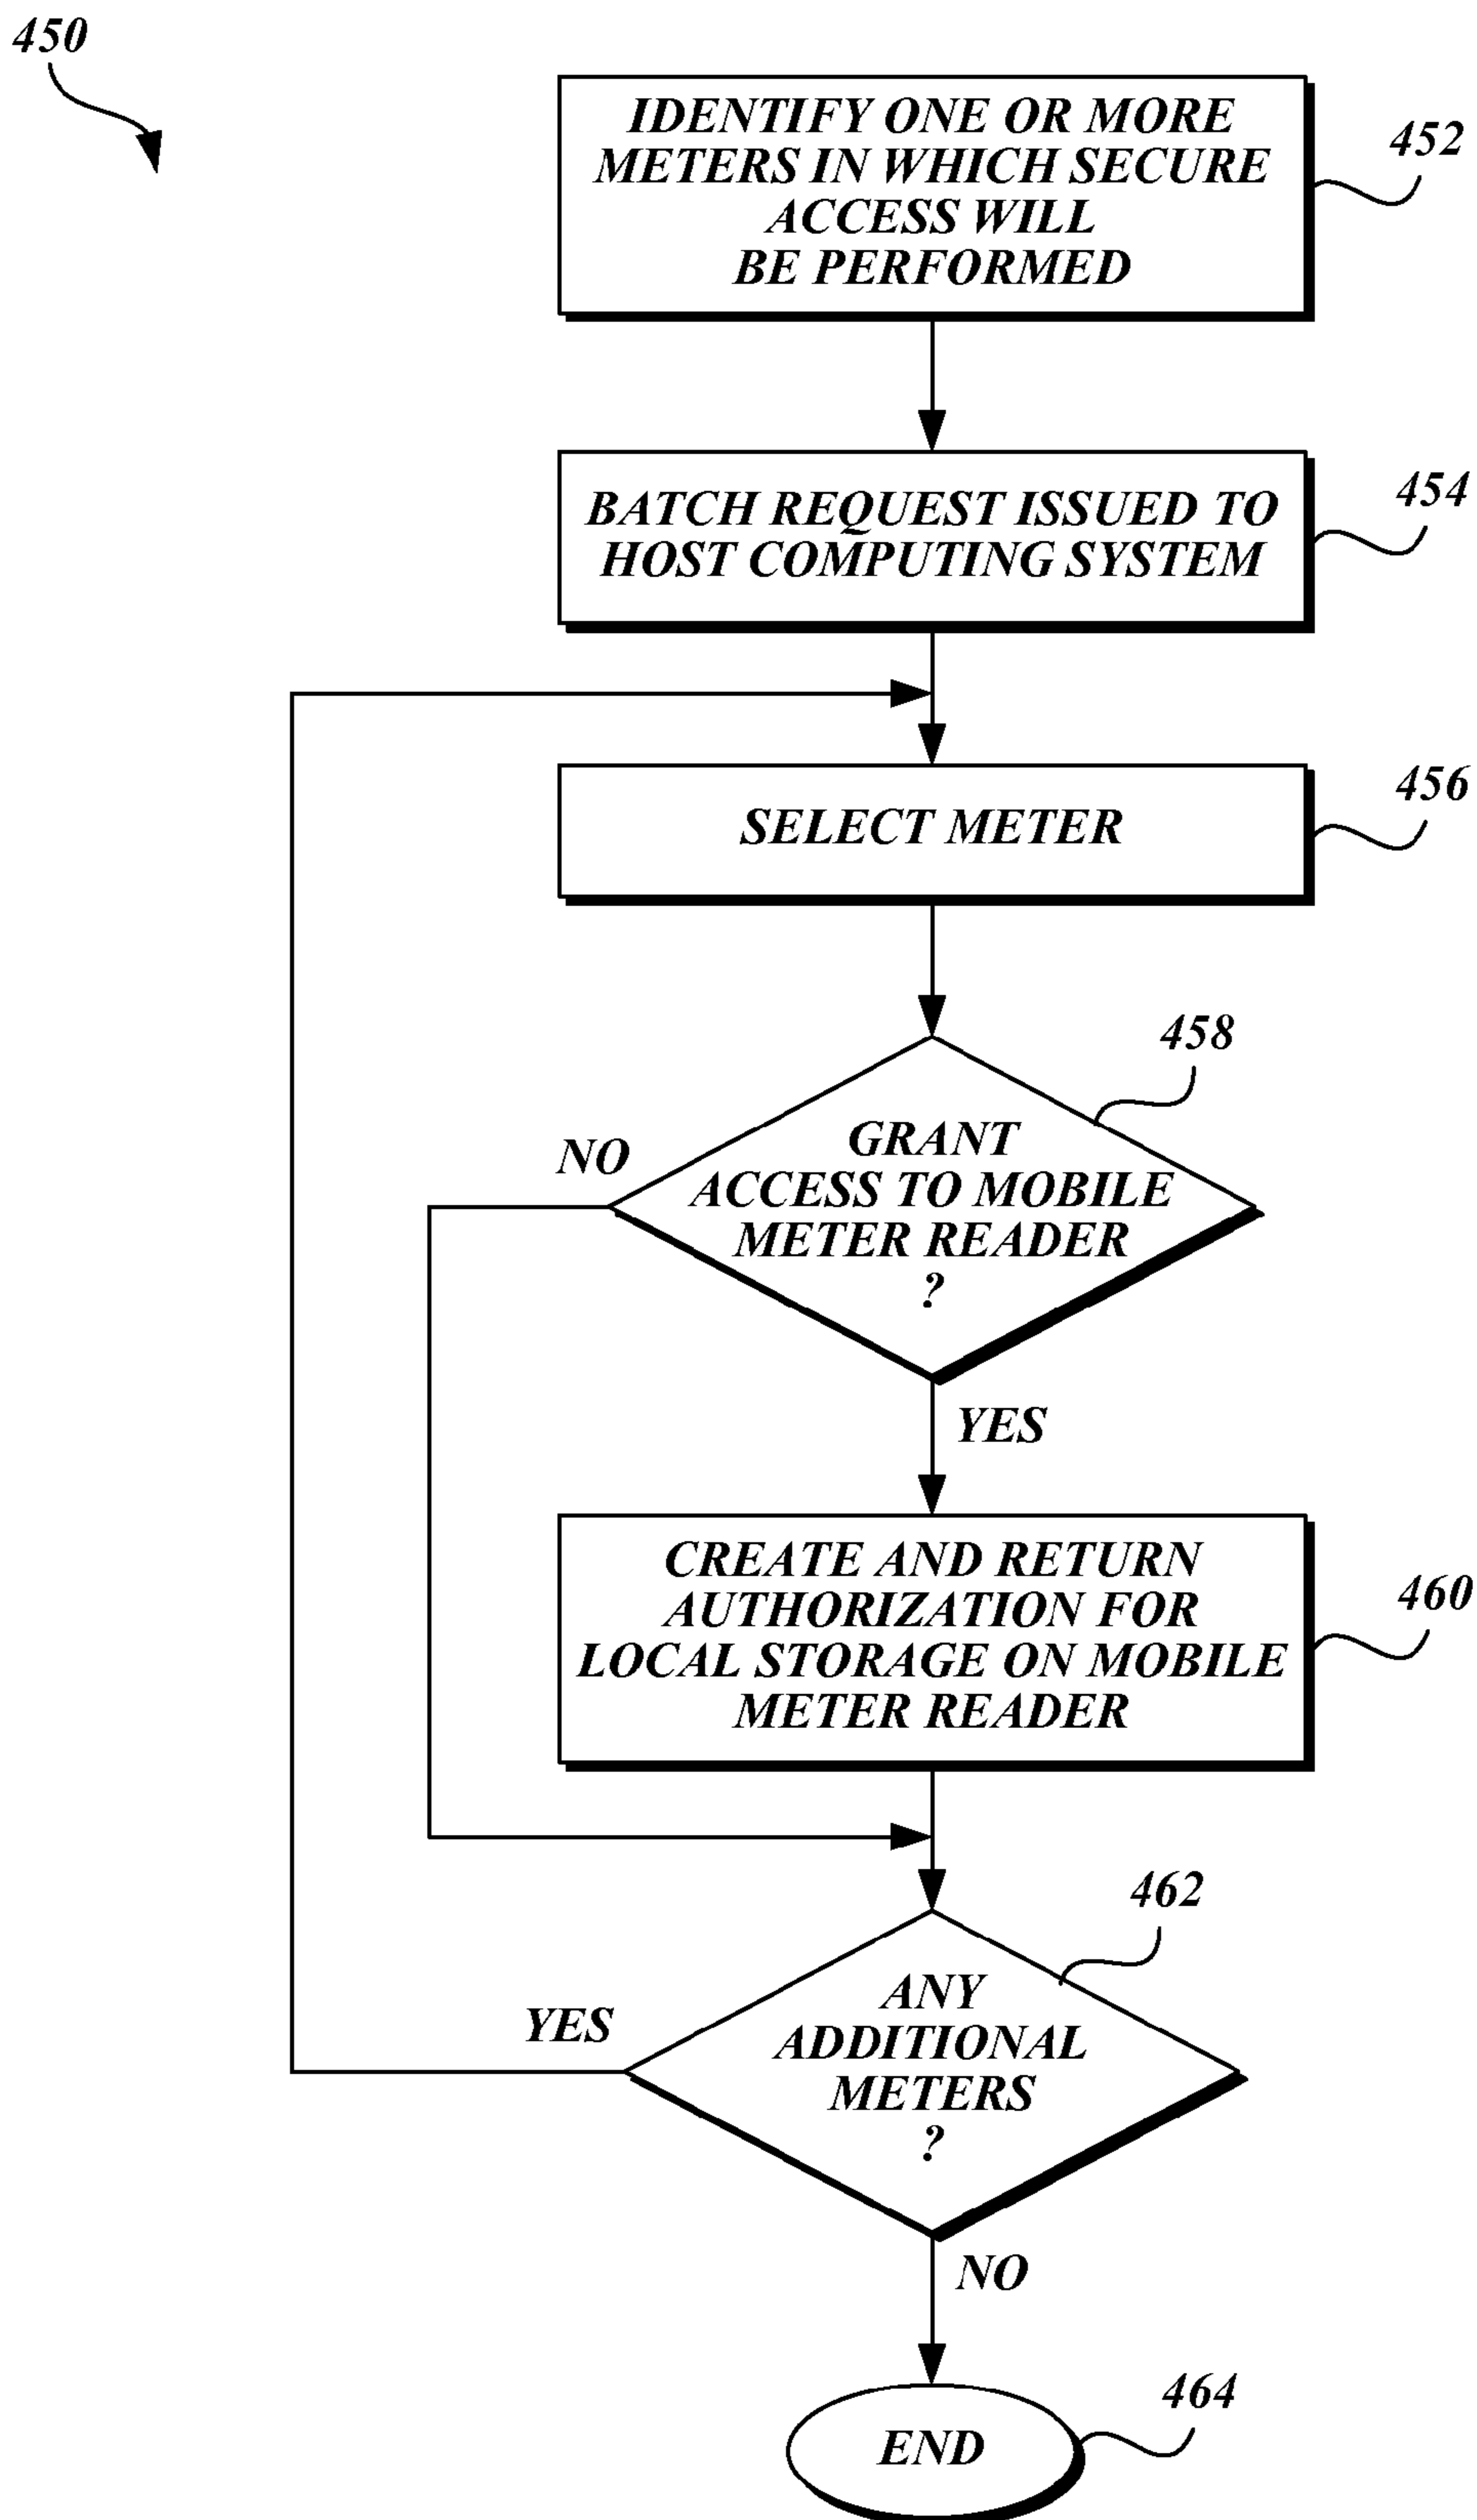 450
IDENTIFY ONE OR MORE
METERS IN WHICH SECURE
ACCESS WILL
BE PERFORMED
452
BATCH REQUEST ISSUED TO
HOST COMPUTING SYSTEM
454
SELECT METER
456
458
GRANT
ACCESS TO MOBILE
METER READER
?
NO
YES
CREATE AND RETURN
AUTHORIZATION FOR
LOCAL STORAGE ON MOBILE
METER READER
460
462
ANY
ADDITIONAL
METERS
?
YES
NO
END
464